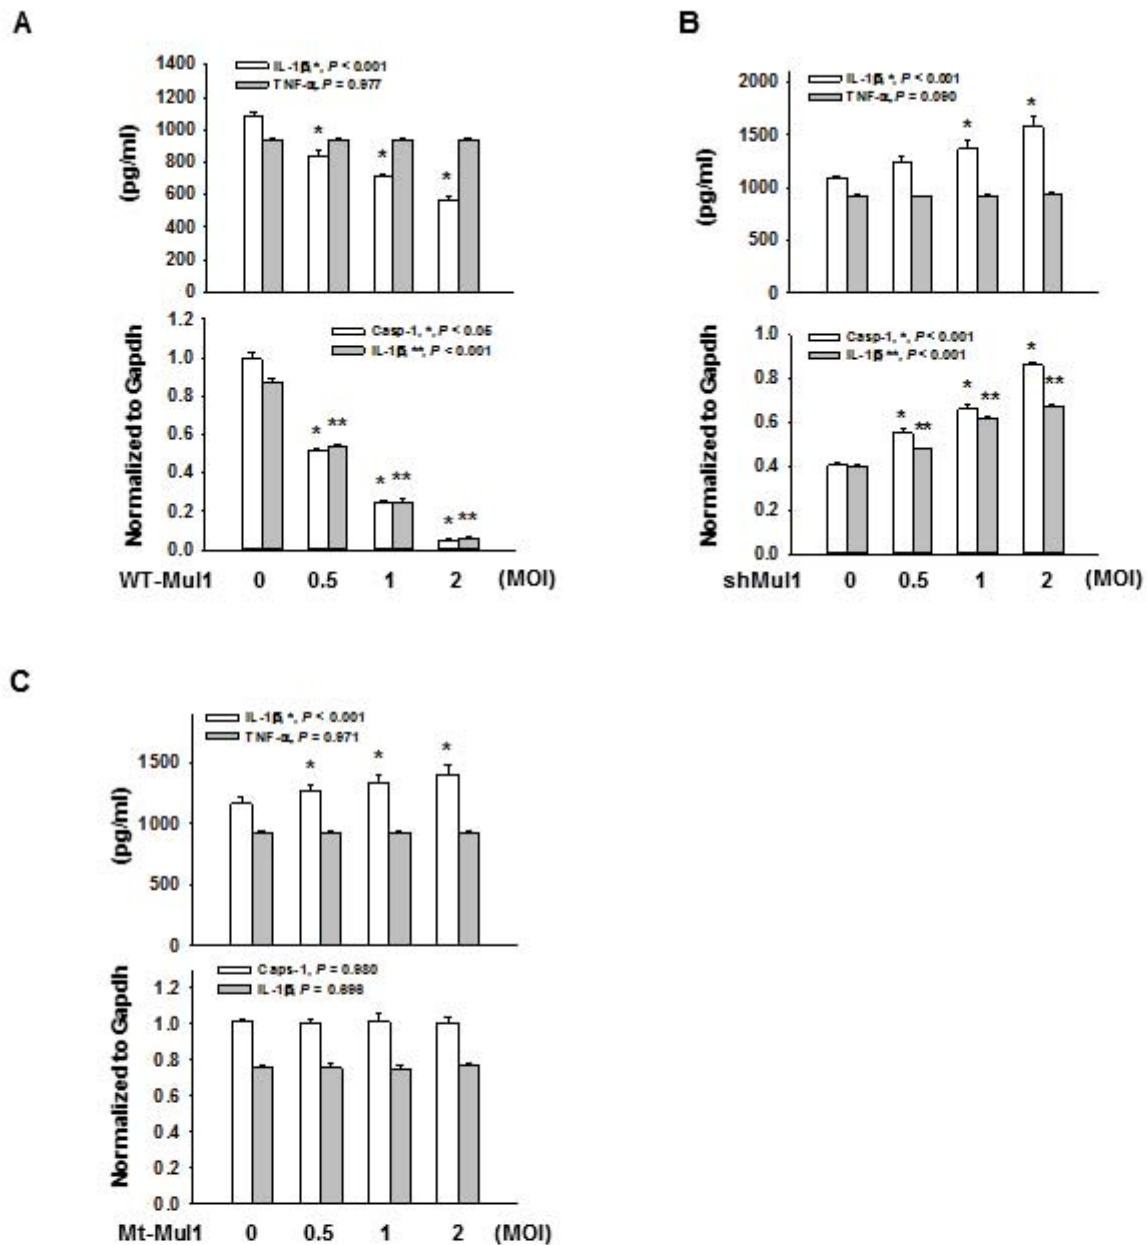 A
1400
1200
1000
800
600
400
200
0
(pg/ml)
IL-1β, *, P < 0.001
TNF-α, P = 0.977
* * *
1.2
1.0
0.8
0.6
0.4
0.2
0.0
Normalized to Gapdh
Casp-1, *, P < 0.05
IL-1β, **, P < 0.001
* **
* **
* **
WT-Mul1 0 0.5 1 2 (MOI)
B
2000
1500
1000
500
0
(pg/ml)
IL-1β, *, P < 0.001
TNF-α, P = 0.090
* *
1.0
0.8
0.6
0.4
0.2
0.0
Normalized to Gapdh
Casp-1, *, P < 0.001
IL-1β **, P < 0.001
* **
* **
* **
shMul1 0 0.5 1 2 (MOI)
C
1500
1000
500
0
(pg/ml)
IL-1β, *, P < 0.001
TNF-α, P = 0.971
* * *
1.2
1.0
0.8
0.6
0.4
0.2
0.0
Normalized to Gapdh
Caps-1, P = 0.980
IL-1β, P =
Mt-Mul1 0 0.5 1 2 (MOI)